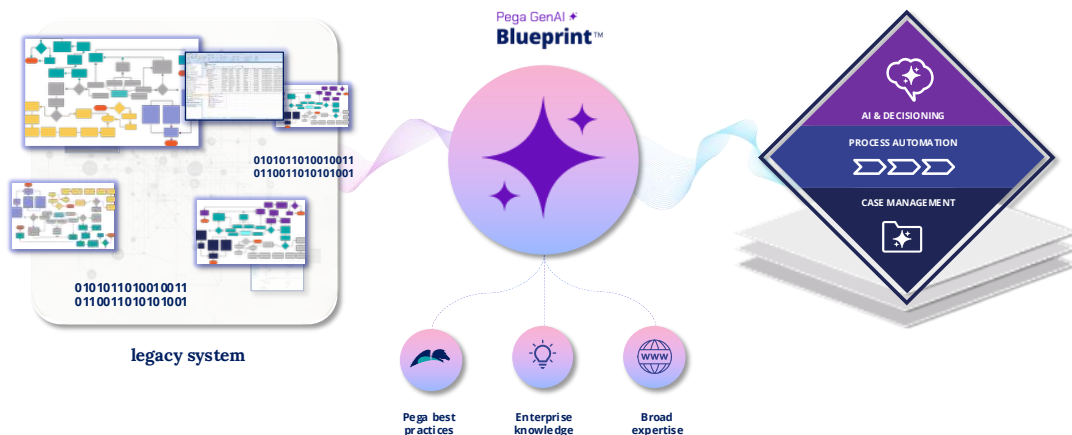 Pega GenAI
Blueprint™
AI & DECISIONING
PROCESS AUTOMATION
CASE MANAGEMENT
0101011010010011
0110011010101001
0101011010010011
0110011010101001
legacy system
WWW
Pega best
practices
Enterprise
knowledge
Broad
expertise